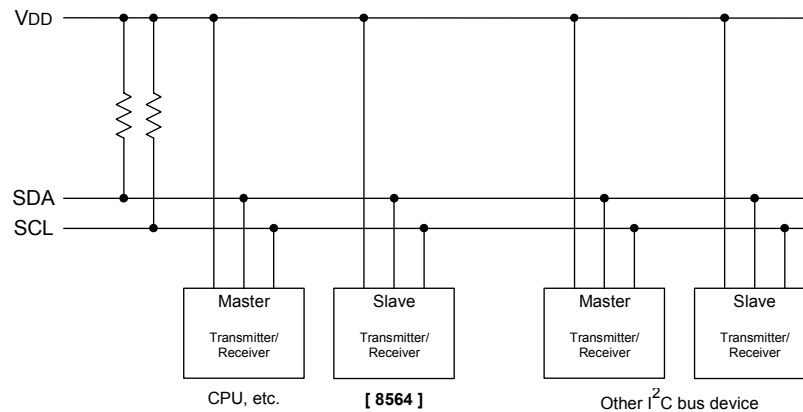 VDD
SDA
SCL
Master
Transmitter/
Receiver
Slave
Transmitter/
Receiver
Master
Transmitter/
Receiver
Slave
Transmitter/
Receiver
CPU, etc.
[ 8564 ]
Other I²C bus device